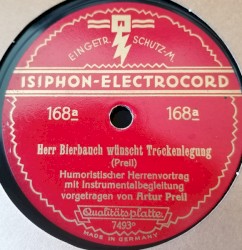 EINGETR. SCHUTZ-M.
ISIPHON-ELECTROCORD
168a 168a
Herr Bierbauch wünscht Trockenlegung
(Preil)
Humoristischer Herrenvortrag
mit Instrumentalbegleitung
vorgetragen von Artur Preil
Qualitätsplatte
7493a
MADE IN GERMANY